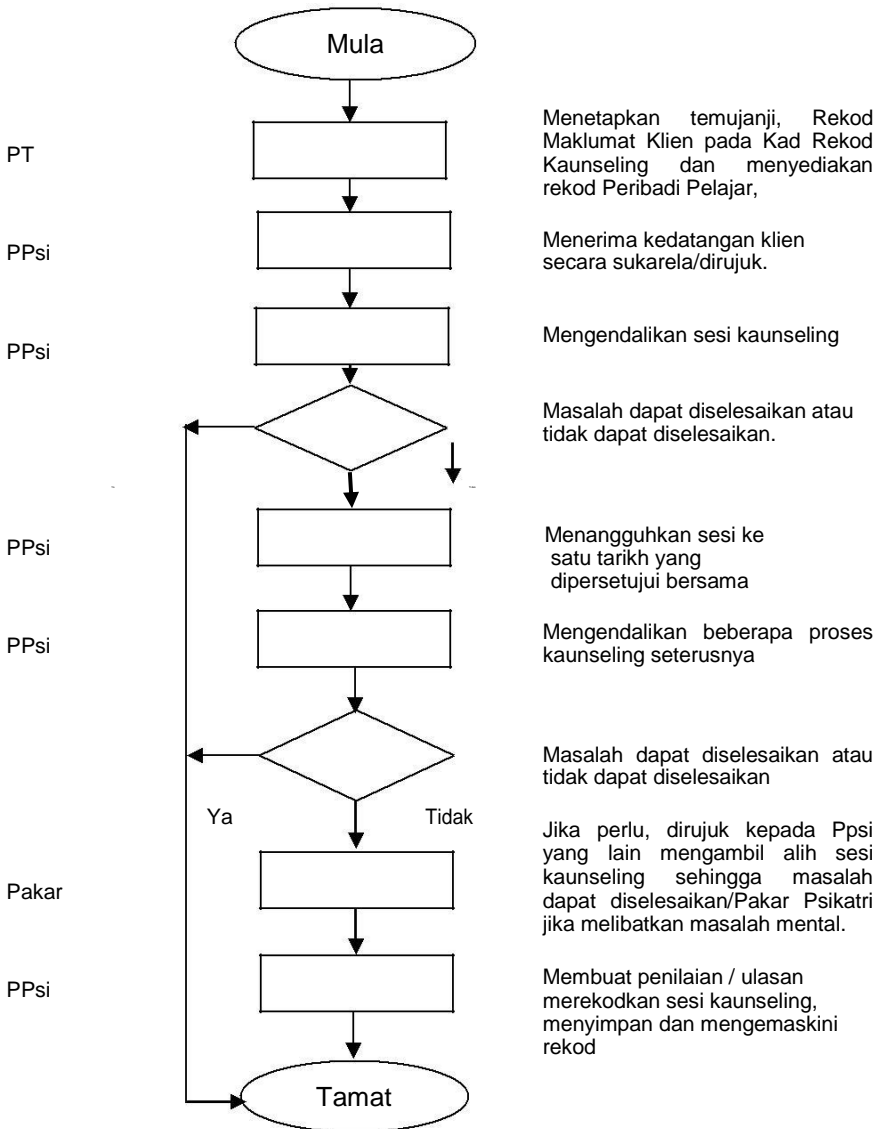 Mula
PT
Menetapkan temujanji, Rekod
Maklumat Klien pada Kad Rekod
Kaunseling dan menyediakan
rekod Peribadi Pelajar,
PPsi
Menerima kedatangan klien
secara sukarela/dirujuk.
PPsi
Mengendalikan sesi kaunseling
Masalah dapat diselesaikan atau
tidak dapat diselesaikan.
PPsi
Menangguhkan sesi ke
satu tarikh yang
dipersetujui bersama
PPsi
Mengendalikan beberapa proses
kaunseling seterusnya
Masalah dapat diselesaikan atau
tidak dapat diselesaikan
Ya
Tidak
Pakar
Jika perlu, dirujuk kepada Ppsi
yang lain mengambil alih sesi
kaunseling sehingga masalah
dapat diselesaikan/Pakar Psikatri
jika melibatkan masalah mental.
PPsi
Membuat penilaian / ulasan
merekodkan sesi kaunseling,
menyimpan dan mengemaskini
rekod
Tamat